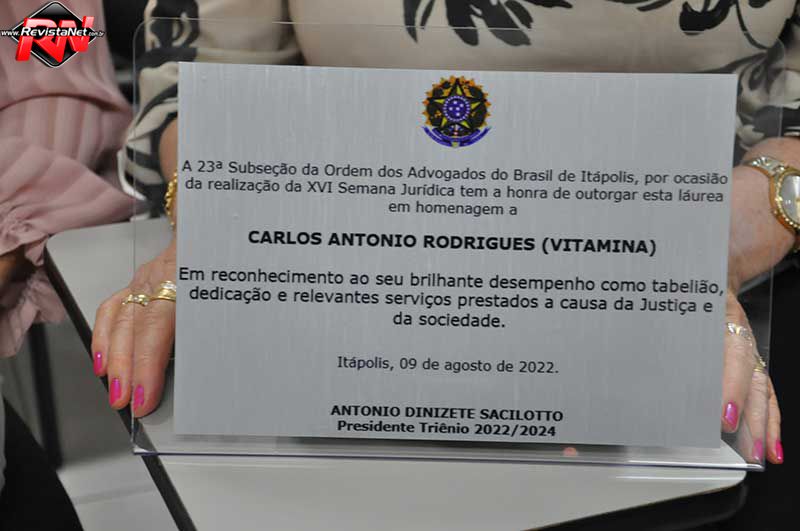 RN
www.RevistaNet.com.br
A 23ª Subseção da Ordem dos Advogados do Brasil de Itápolis, por ocasião
da realização da XVI Semana Jurídica tem a honra de outorgar esta láurea
em homenagem a
CARLOS ANTONIO RODRIGUES (VITAMINA)
Em reconhecimento ao seu brilhante desempenho como tabelião,
dedicação e relevantes serviços prestados a causa da Justiça e
da sociedade.
Itápolis, 09 de agosto de 2022.
ANTONIO DINIZETE SACILOTTO
Presidente Triênio 2022/2024